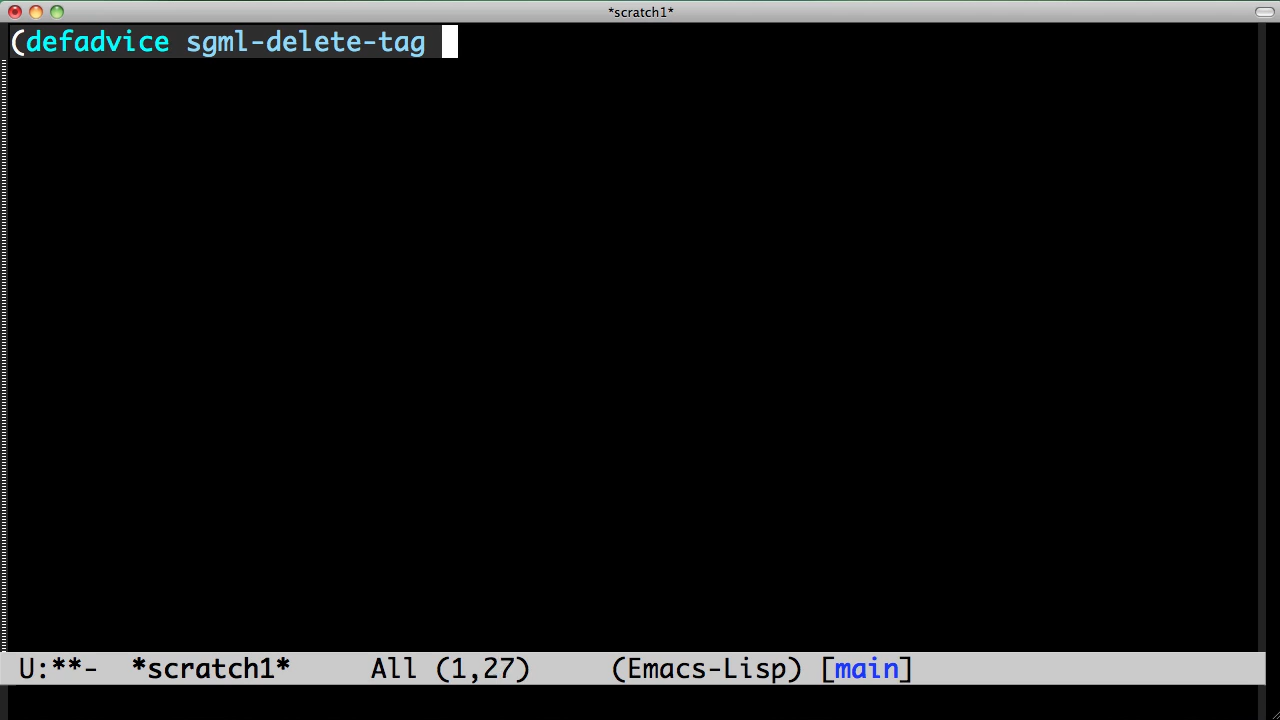 *scratch1*
(defadvice sgml-delete-tag
U:**-  *scratch1*     All (1,27)     (Emacs-Lisp) [main]